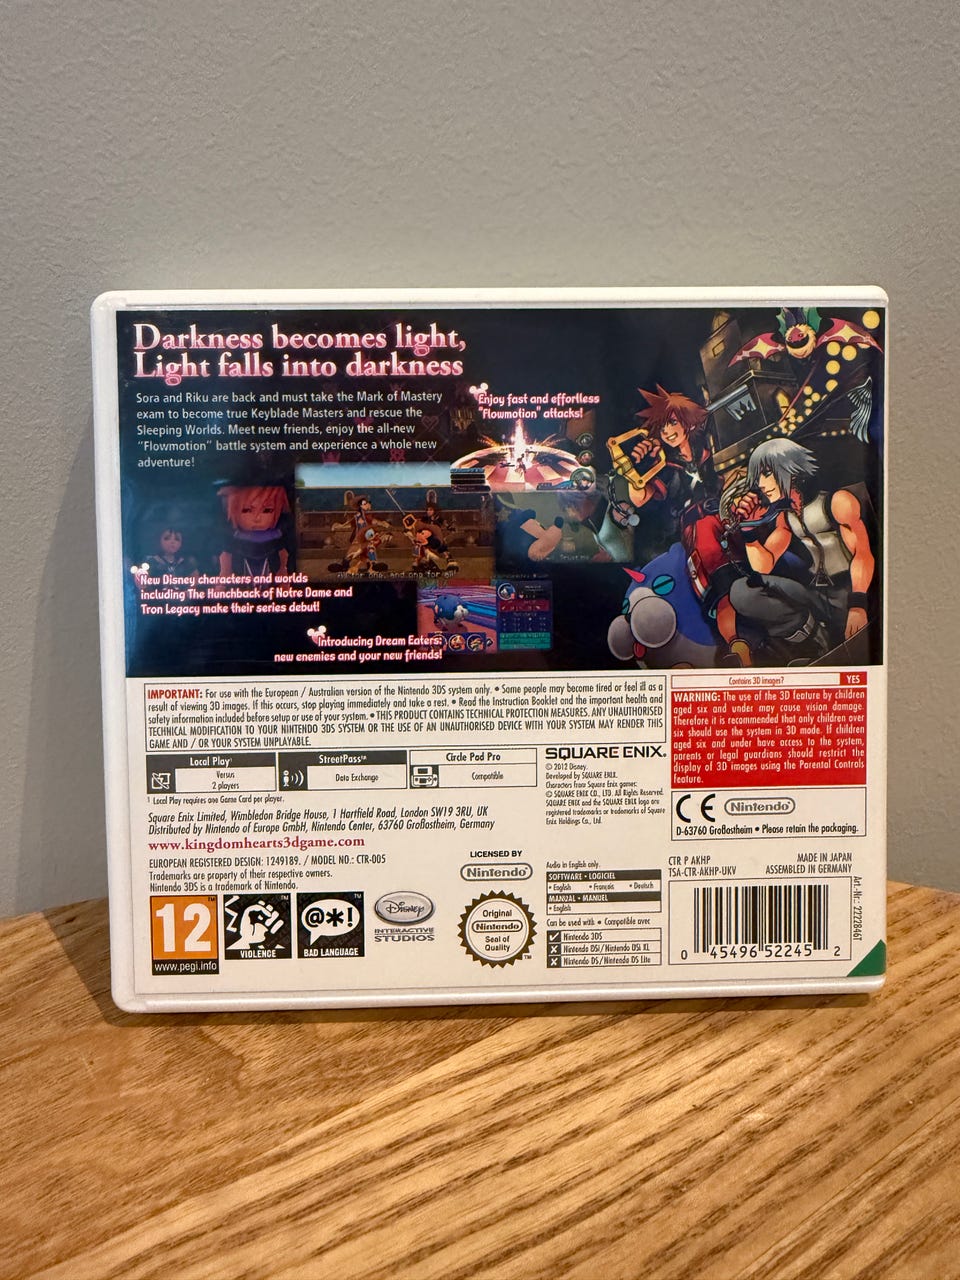 Darkness becomes light,
Light falls into darkness
Sora and Riku are back and must take the Mark of Mastery
exam to become true Keyblade Masters and rescue the
Sleeping Worlds. Meet new friends, enjoy the all-new
"Flowmotion" battle system and experience a whole new
adventure!
Enjoy fast and effortless
"Flowmotion" attacks!
All for one, and one for all!
Trust me.
New Disney characters and worlds
including The Hunchback of Notre Dame and
Tron Legacy make their series debut!
Introducing Dream Eaters:
new enemies and your new friends!
IMPORTANT: For use with the European / Australian version of the Nintendo 3DS system only. • Some people may become tired or feel ill as a
result of viewing 3D images. If this occurs, stop playing immediately and take a rest. • Read the Instruction Booklet and the important health and
safety information included before setup or use of your system. • THIS PRODUCT CONTAINS TECHNICAL PROTECTION MEASURES. ANY UNAUTHORISED
TECHNICAL MODIFICATION TO YOUR NINTENDO 3DS SYSTEM OR THE USE OF AN UNAUTHORISED DEVICE WITH YOUR SYSTEM MAY RENDER THIS
GAME AND / OR YOUR SYSTEM UNPLAYABLE.
Contains 3D images? YES
WARNING: The use of the 3D feature by children
aged six and under may cause vision damage.
Therefore it is recommended that only children over
six should use the system in 3D mode. If children
aged six and under have access to the system,
parents or legal guardians should restrict the
display of 3D images using the Parental Controls
feature.
Local Play¹
Versus
2 players
StreetPass™
Data Exchange
Circle Pad Pro
Compatible
¹ Local Play requires one Game Card per player.
SQUARE ENIX®
© 2012 Disney.
Developed by SQUARE ENIX.
Characters from Square Enix games:
© SQUARE ENIX CO., LTD. All Rights Reserved.
SQUARE ENIX and the SQUARE ENIX logo are
registered trademarks or trademarks of Square
Enix Holdings Co., Ltd.
CE Nintendo®
D-63760 Großostheim • Please retain the packaging.
Square Enix Limited, Wimbledon Bridge House, 1 Hartfield Road, London SW19 3RU, UK
Distributed by Nintendo of Europe GmbH, Nintendo Center, 63760 Großostheim, Germany
www.kingdomhearts3dgame.com
EUROPEAN REGISTERED DESIGN: 1249189. / MODEL NO.: CTR-005
Trademarks are property of their respective owners.
Nintendo 3DS is a trademark of Nintendo.
12
www.pegi.info
VIOLENCE
@*!
BAD LANGUAGE
Disney
INTERACTIVE
STUDIOS
LICENSED BY
Nintendo®
Original
Nintendo
Seal of
Quality
™
Audio in English only.
SOFTWARE • LOGICIEL
• English • Français • Deutsch
MANUAL • MANUEL
• English
Can be used with • Compatible avec
Nintendo 3DS
Nintendo DSi/Nintendo DSi XL
Nintendo DS/Nintendo DS Lite
CTR P AKHP
TSA-CTR-AKHP-UKV
MADE IN JAPAN
ASSEMBLED IN GERMANY
0 45496 52245 2
Art.-Nr.: 2222846T